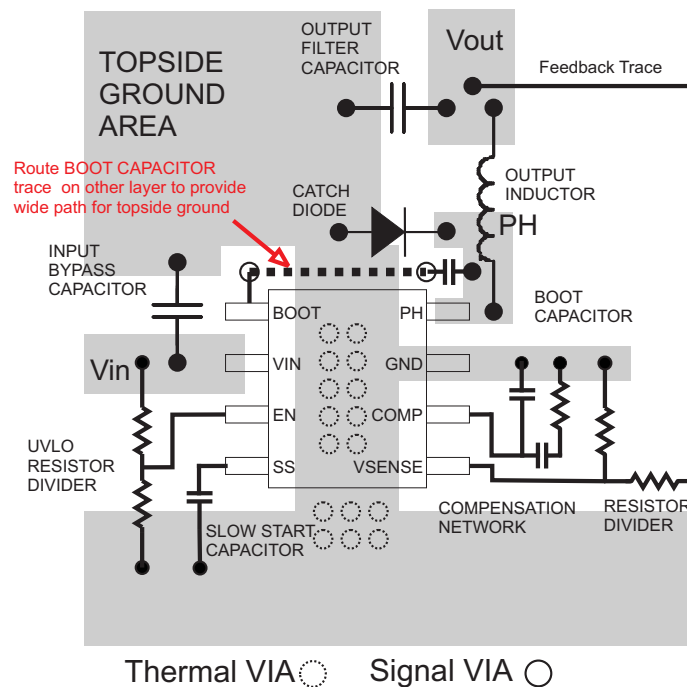 OUTPUT
FILTER
CAPACITOR
Vout
Feedback Trace
TOPSIDE
GROUND
AREA
Route BOOT CAPACITOR
trace on other layer to provide
wide path for topside ground
CATCH
DIODE
OUTPUT
INDUCTOR
PH
INPUT
BYPASS
CAPACITOR
BOOT
CAPACITOR
BOOT
PH
Vin
VIN
GND
EN
COMP
UVLO
RESISTOR
DIVIDER
SS
VSENSE
SLOW START
CAPACITOR
COMPENSATION
NETWORK
RESISTOR
DIVIDER
Thermal VIA
Signal VIA